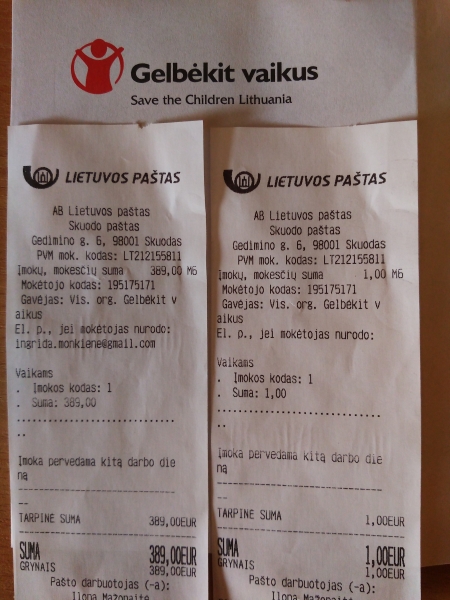 Gelbėkit vaikus
Save the Children Lithuania
LIETUVOS PAŠTAS
AB Lietuvos paštas
Skuodo paštas
Gedimino g. 6, 98001 Skuodas
PVM mok. kodas: LT212155811
Įmokų, mokesčių suma 389,00 M6
Mokėtojo kodas: 195175171
Gavėjas: Vis. org. Gelbėkit v
aikus
El. p., jei mokėtojas nurodo:
ingrida.monkiene@gmail.com
Vaikams
. Įmokos kodas: 1
. Suma: 389,00
................................
..
Įmoka pervedama kitą darbo die
ną
--------------------------------
--
TARPINĖ SUMA 389,00EUR
--------------------------------
SUMA 389,00EUR
GRYNAIS 389,00EUR
Pašto darbuotojas (-a):
Ilona Mažonaitė
LIETUVOS PAŠTAS
AB Lietuvos paštas
Skuodo paštas
Gedimino g. 6, 98001 Skuodas
PVM mok. kodas: LT212155811
Įmokų, mokesčių suma 1,00 M6
Mokėtojo kodas: 195175171
Gavėjas: Vis. org. Gelbėkit v
aikus
El. p., jei mokėtojas nurodo:
Vaikams
. Įmokos kodas: 1
. Suma: 1,00
................................
..
Įmoka pervedama kitą darbo die
ną
--------------------------------
--
TARPINĖ SUMA 1,00EUR
--------------------------------
SUMA 1,00EUR
GRYNAIS 1,00EUR
Pašto darbuotojas (-a):
Ilona Mažonaitė